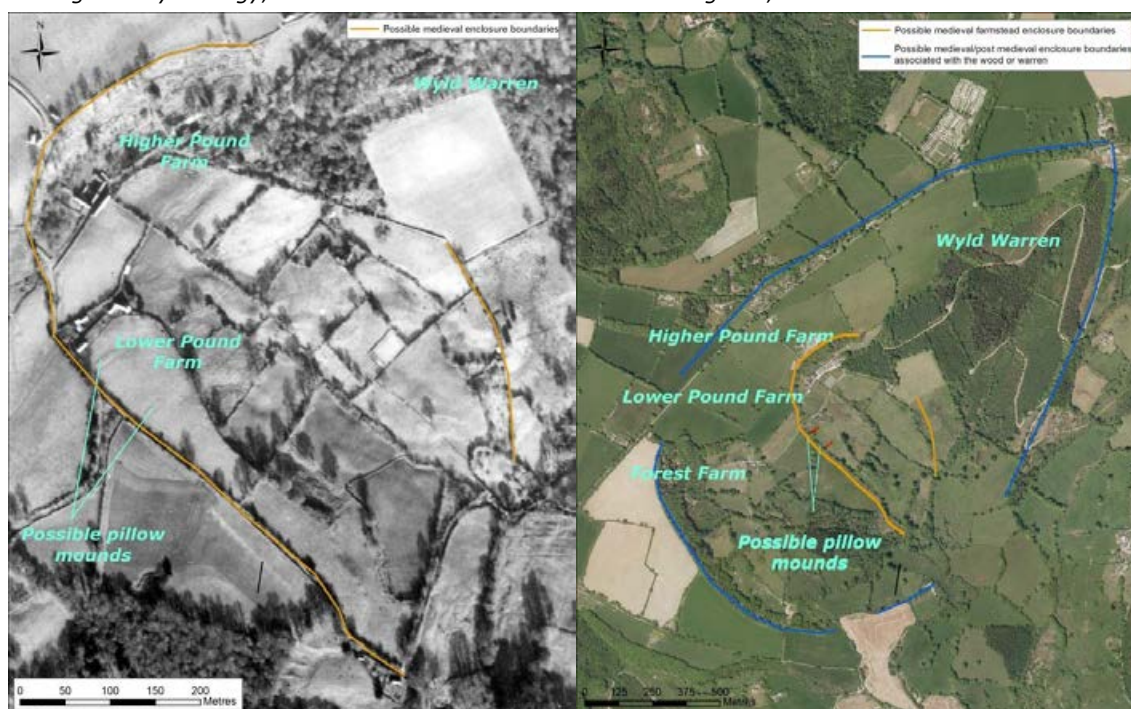 Possible medieval enclosure boundaries
Wyld Warren
Higher Pound
Farm
Lower Pound
Farm
Possible pillow
mounds
0 50 100 150 200
Metres
Possible medieval farmstead enclosure boundaries
Possible medieval/post medieval enclosure boundaries
associated with the wood or warren
Wyld Warren
Higher Pound Farm
Lower Pound Farm
Forest Farm
Possible pillow
mounds
0 125 250 375 500
Metres